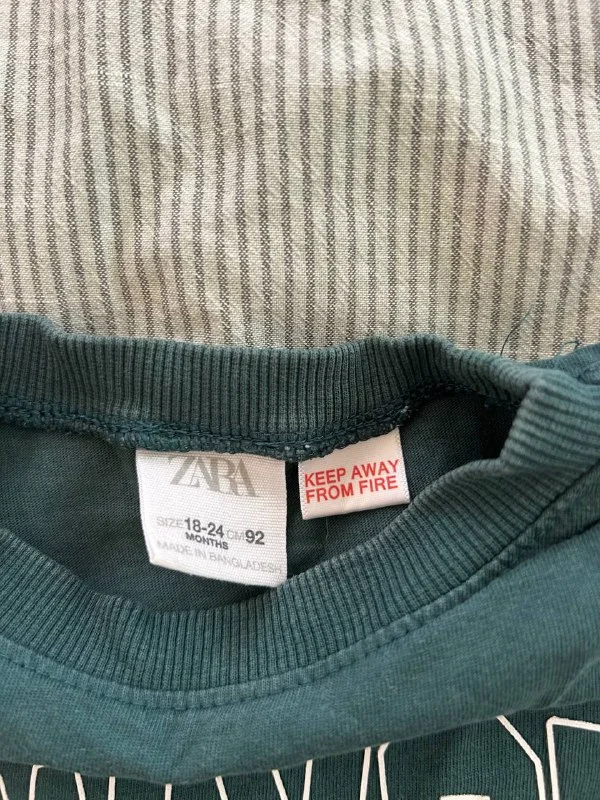 ZARA
SIZE 18-24 CM 92
MONTHS
MADE IN BANGLADESH
KEEP AWAY
FROM FIRE